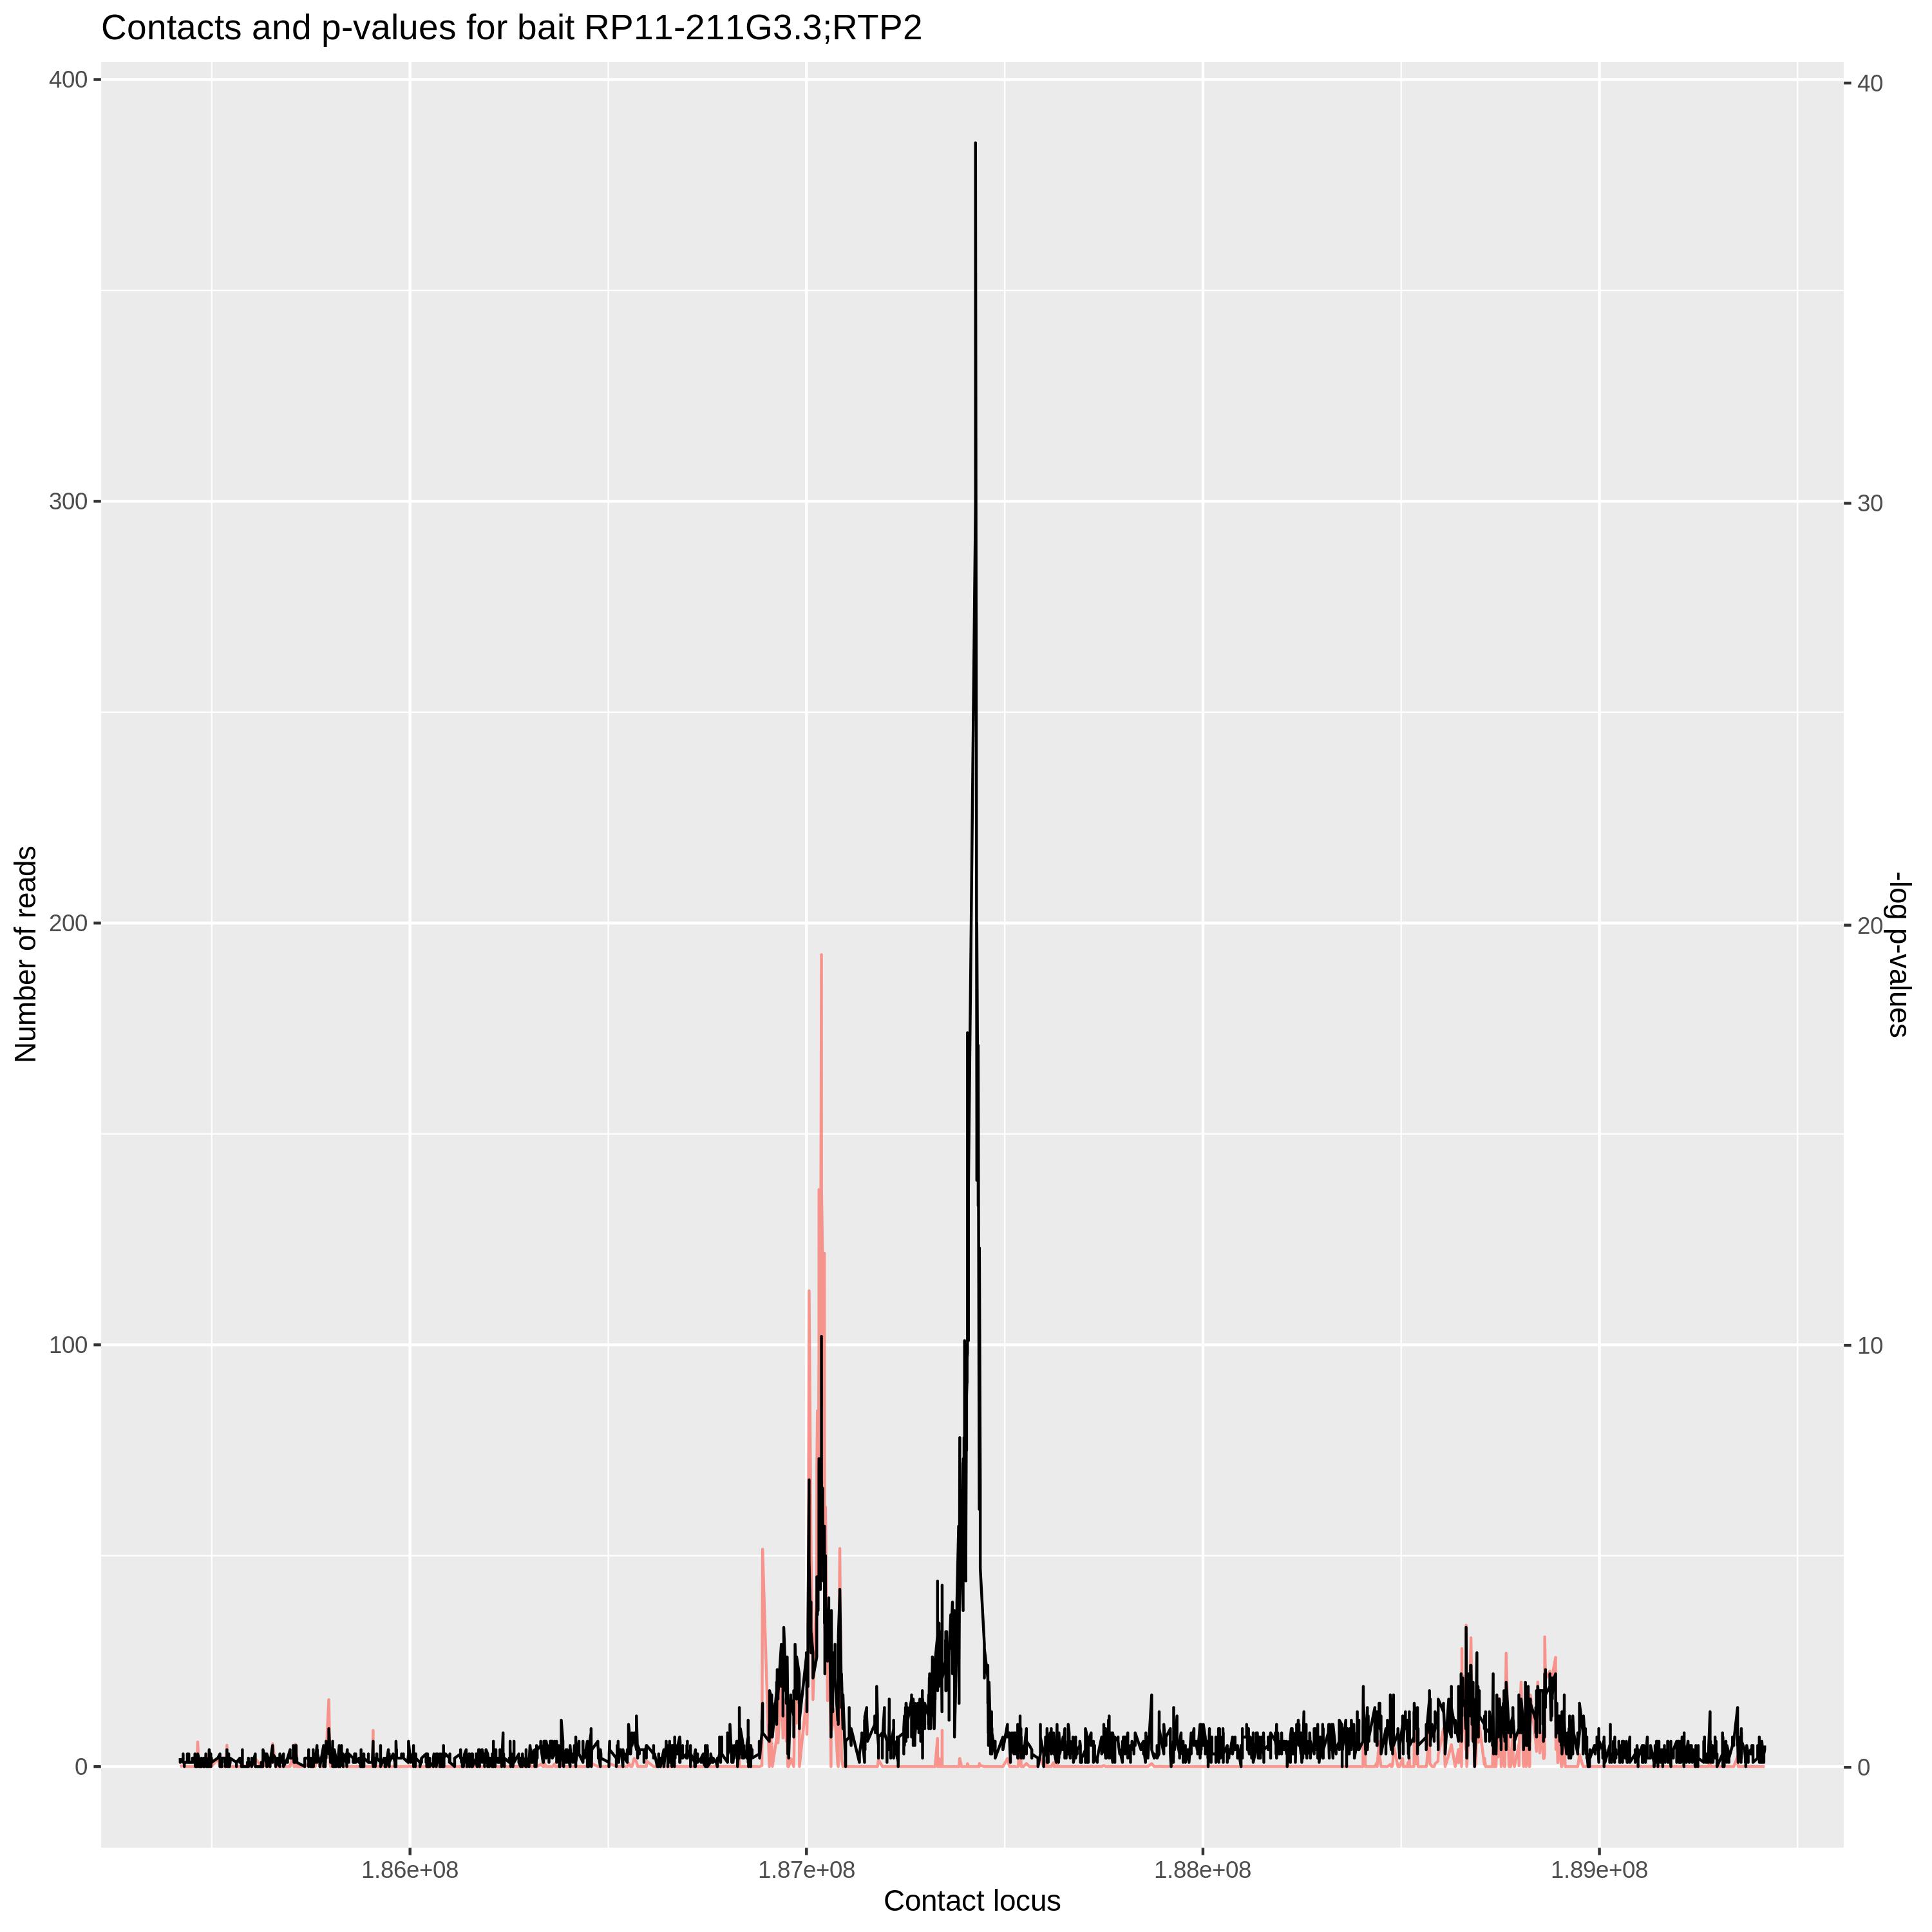 Contacts and p-values for bait RP11-211G3.3;RTP2
400
300
200
100
0
Number of reads
40
30
20
10
0
-log p-values
1.86e+08 1.87e+08 1.88e+08 1.89e+08
Contact locus